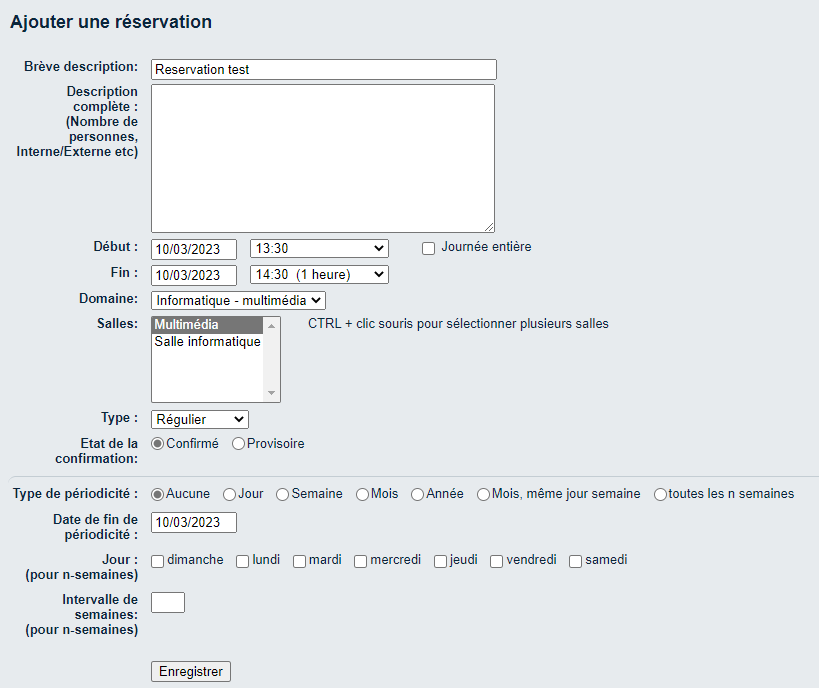 Ajouter une réservation
Brève description: Reservation test
Description
complète :
(Nombre de
personnes,
Interne/Externe etc)
Début : 10/03/2023 13:30 Journée entière
Fin : 10/03/2023 14:30 (1 heure)
Domaine: Informatique - multimédia
Salles: Multimédia CTRL + clic souris pour sélectionner plusieurs salles
Salle informatique
Type : Régulier
Etat de la Confirmé Provisoire
confirmation:
Type de périodicité : Aucune Jour Semaine Mois Année Mois, même jour semaine toutes les n semaines
Date de fin de 10/03/2023
périodicité :
Jour : dimanche lundi mardi mercredi jeudi vendredi samedi
(pour n-semaines)
Intervalle de
semaines:
(pour n-semaines)
Enregistrer